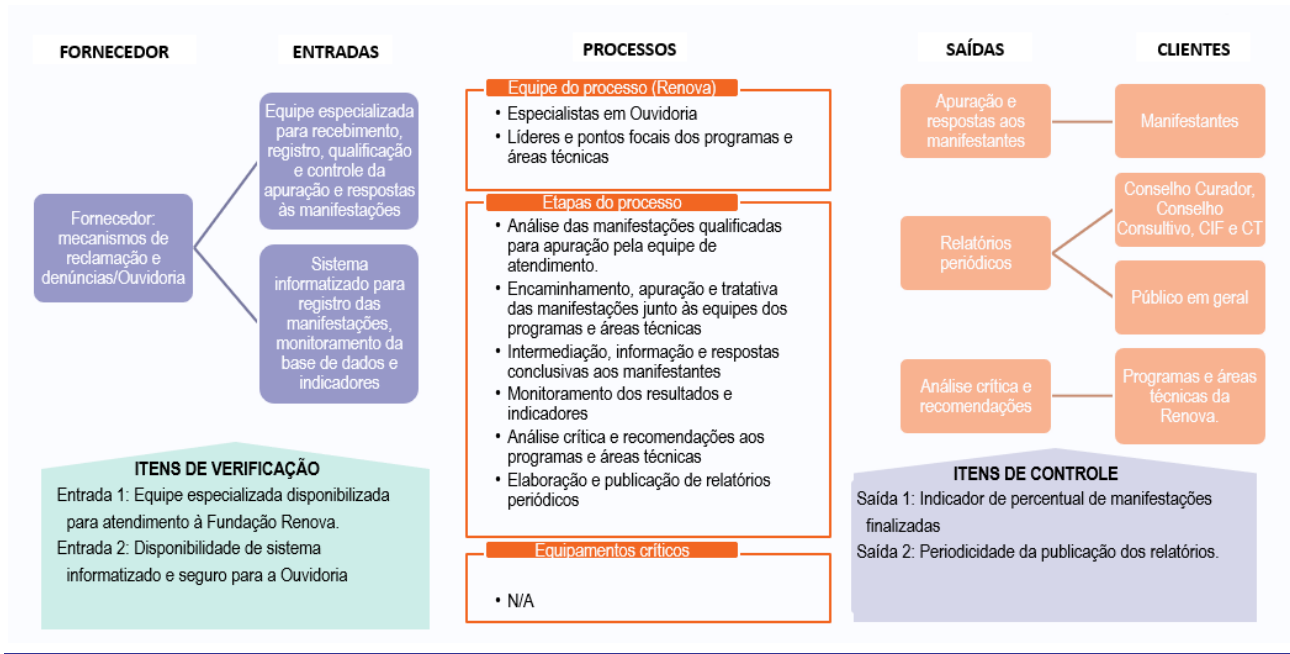 FORNECEDOR
ENTRADAS
PROCESSOS
SAÍDAS
CLIENTES
Fornecedor:
mecanismos de
reclamação e
denúncias/Ouvidoria
Equipe especializada
para recebimento,
registro, qualificação
e controle da
apuração e respostas
às manifestações
Sistema
informatizado para
registro das
manifestações,
monitoramento da
base de dados e
indicadores
ITENS DE VERIFICAÇÃO
Entrada 1: Equipe especializada disponibilizada
para atendimento à Fundação Renova.
Entrada 2: Disponibilidade de sistema
informatizado e seguro para a Ouvidoria
Equipe do processo (Renova)
• Especialistas em Ouvidoria
• Líderes e pontos focais dos programas e
áreas técnicas
Etapas do processo
• Análise das manifestações qualificadas
para apuração pela equipe de
atendimento.
• Encaminhamento, apuração e tratativa
das manifestações junto às equipes dos
programas e áreas técnicas
• Intermediação, informação e respostas
conclusivas aos manifestantes
• Monitoramento dos resultados e
indicadores
• Análise crítica e recomendações aos
programas e áreas técnicas
• Elaboração e publicação de relatórios
periódicos
Equipamentos críticos
• N/A
Apuração e
respostas aos
manifestantes
Manifestantes
Relatórios
periódicos
Conselho Curador,
Conselho
Consultivo, CIF e CT
Público em geral
Análise crítica e
recomendações
Programas e áreas
técnicas da
Renova.
ITENS DE CONTROLE
Saída 1: Indicador de percentual de manifestações
finalizadas
Saída 2: Periodicidade da publicação dos relatórios.